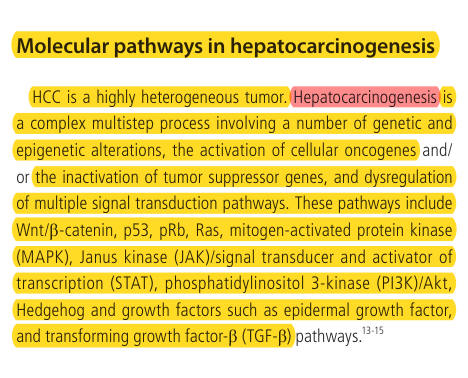 Molecular pathways in hepatocarcinogenesis
HCC is a highly heterogeneous tumor. Hepatocarcinogenesis is
a complex multistep process involving a number of genetic and
epigenetic alterations, the activation of cellular oncogenes and/
or the inactivation of tumor suppressor genes, and dysregulation
of multiple signal transduction pathways. These pathways include
Wnt/β-catenin, p53, pRb, Ras, mitogen-activated protein kinase
(MAPK), Janus kinase (JAK)/signal transducer and activator of
transcription (STAT), phosphatidylinositol 3-kinase (PI3K)/Akt,
Hedgehog and growth factors such as epidermal growth factor,
and transforming growth factor-β (TGF-β) pathways.13-15